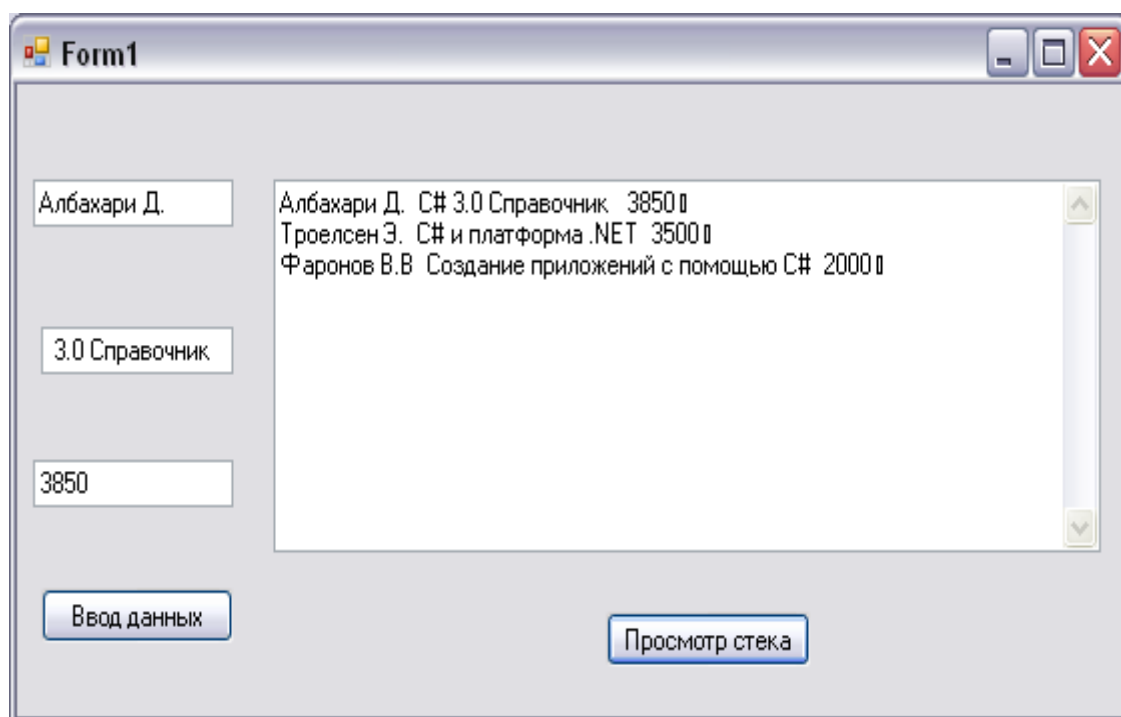 Form1
Албахари Д.
3.0 Справочник
3850
Ввод данных
Албахари Д. C# 3.0 Справочник 3850
Троелсен Э. C# и платформа .NET 3500
Фаронов В.В Создание приложений с помощью C# 2000
Просмотр стека